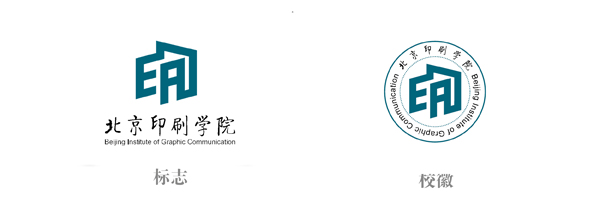 北京印刷学院
Beijing Institute of Graphic Communication
标志
北京印刷学院
Beijing Institute of Graphic Communication
校徽